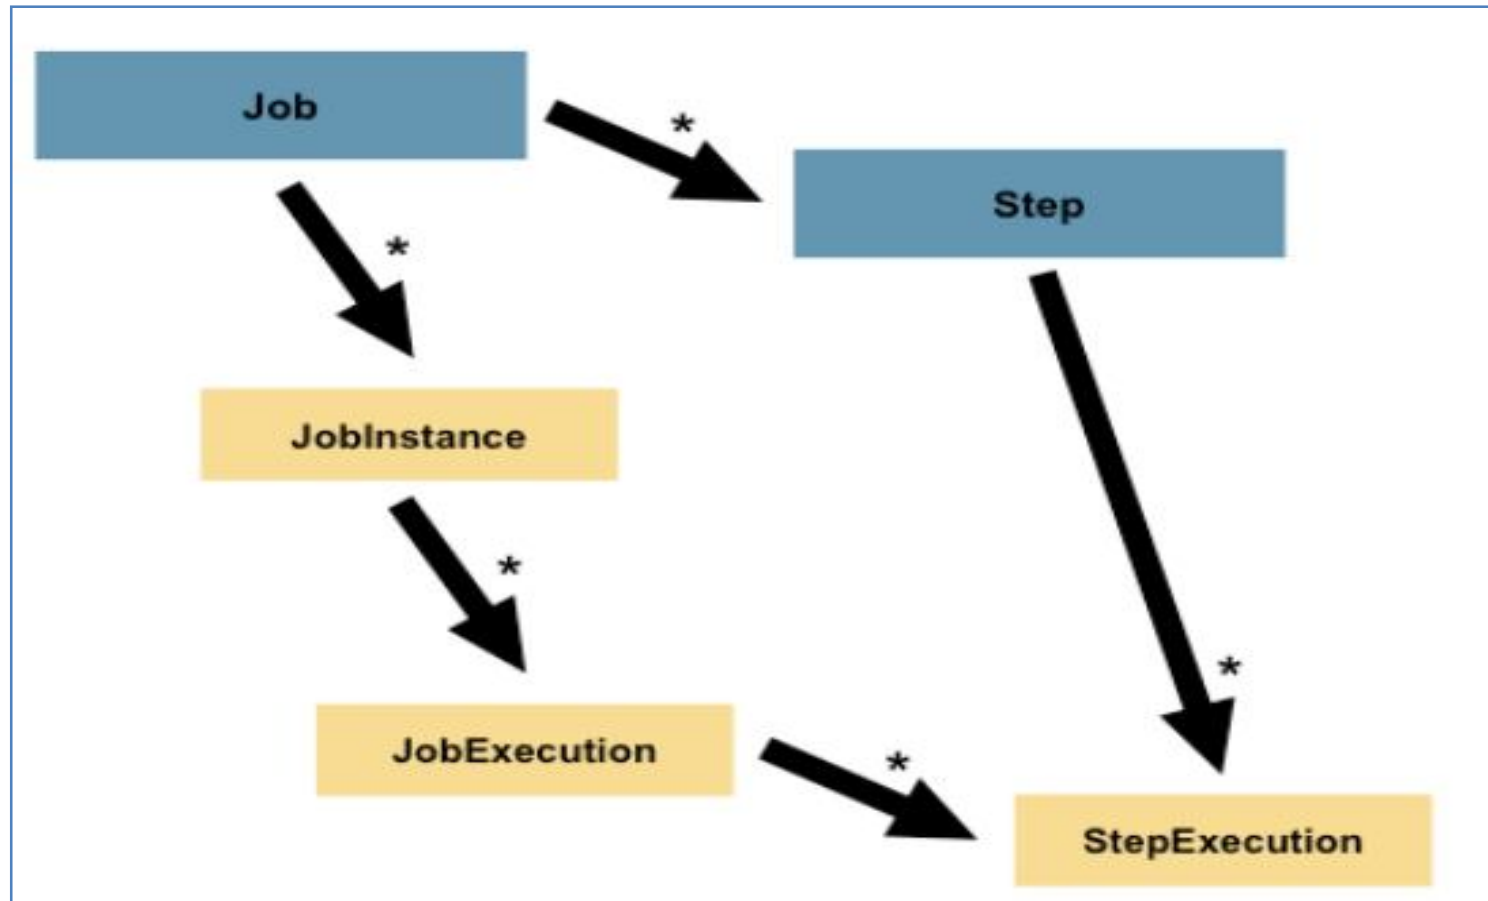 Job
*
Step
*
JobInstance
*
JobExecution
*
*
StepExecution